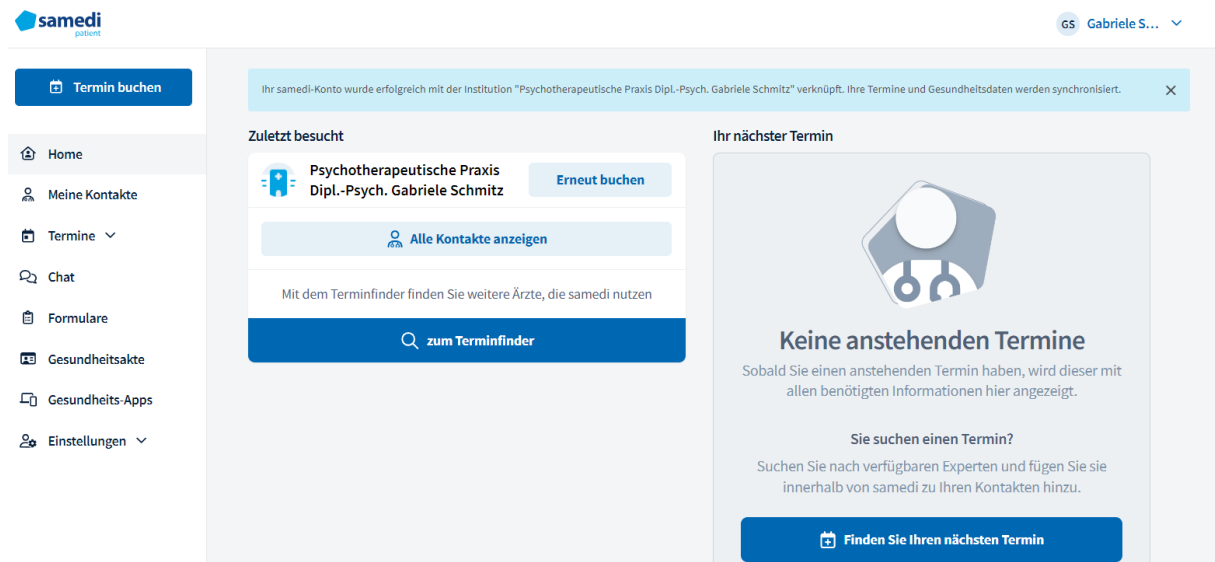 samedi
patient
GS Gabriele S...
Termin buchen
Home
Meine Kontakte
Termine
Chat
Formulare
Gesundheitsakte
Gesundheits-Apps
Einstellungen
Ihr samedi-Konto wurde erfolgreich mit der Institution "Psychotherapeutische Praxis Dipl.-Psych. Gabriele Schmitz" verknüpft. Ihre Termine und Gesundheitsdaten werden synchronisiert.
Zuletzt besucht
Psychotherapeutische Praxis
Dipl.-Psych. Gabriele Schmitz
Erneut buchen
Alle Kontakte anzeigen
Mit dem Terminfinder finden Sie weitere Ärzte, die samedi nutzen
zum Terminfinder
Ihr nächster Termin
Keine anstehenden Termine
Sobald Sie einen anstehenden Termin haben, wird dieser mit
allen benötigten Informationen hier angezeigt.
Sie suchen einen Termin?
Suchen Sie nach verfügbaren Experten und fügen Sie sie
innerhalb von samedi zu Ihren Kontakten hinzu.
Finden Sie Ihren nächsten Termin